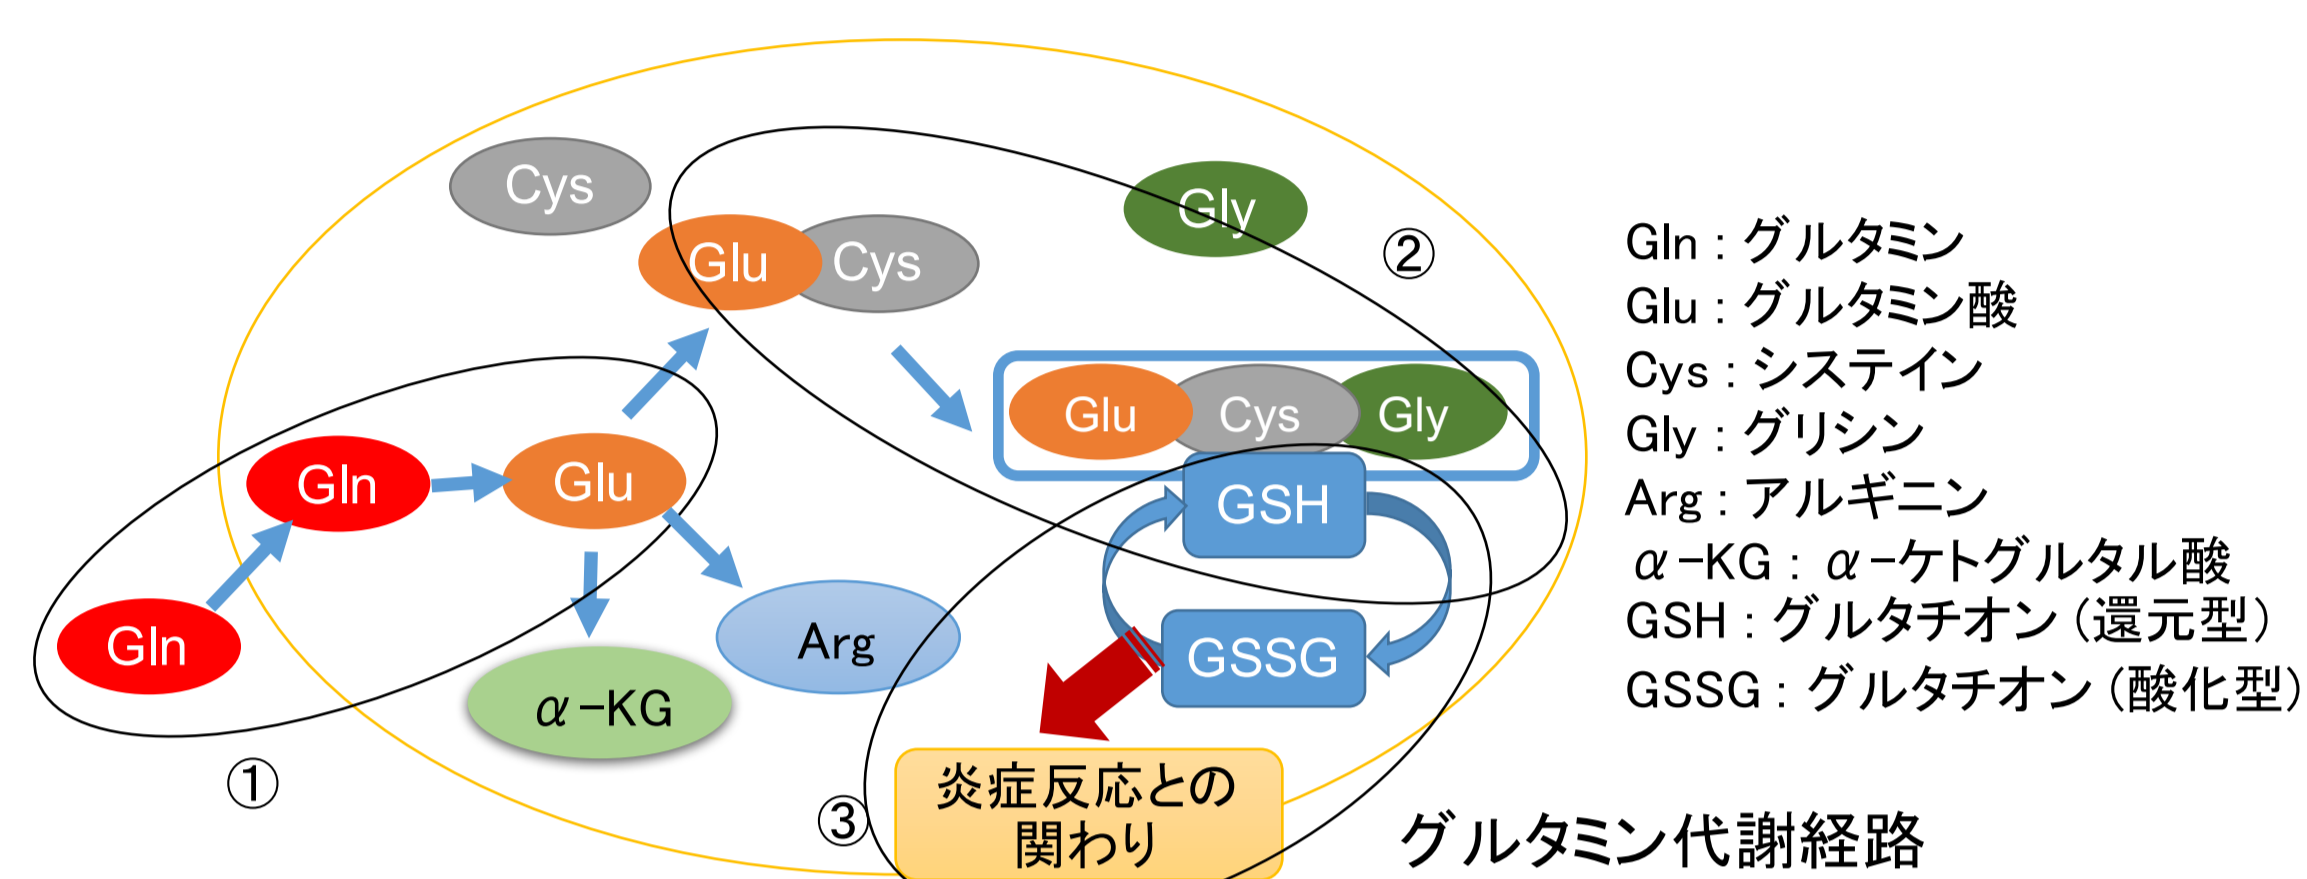 Cys
Gly
Glu
Cys
②
Glu
Cys
Gly
Gln
Glu
GSH
Gln
Arg
GSSG
α-KG
①
③
炎症反応との
関わり
Gln：グルタミン
Glu：グルタミン酸
Cys：システイン
Gly：グリシン
Arg：アルギニン
α-KG：α-ケトグルタル酸
GSH：グルタチオン（還元型）
GSSG：グルタチオン（酸化型）
グルタミン代謝経路